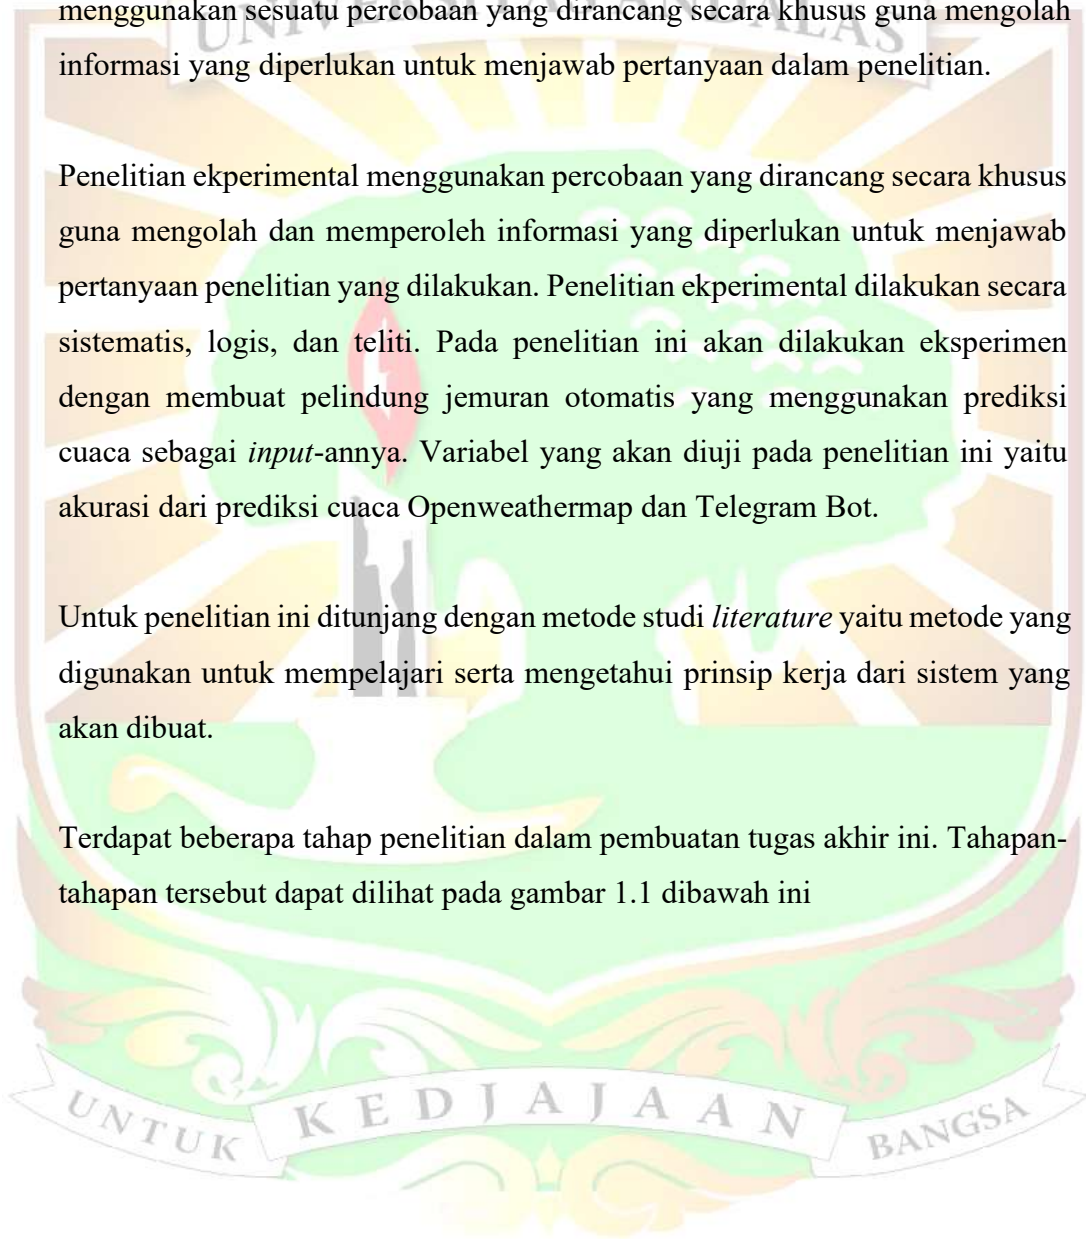 menggunakan sesuatu percobaan yang dirancang secara khusus guna mengolah
UNIVERSITAS ANDALAS
informasi yang diperlukan untuk menjawab pertanyaan dalam penelitian.
Penelitian ekperimental menggunakan percobaan yang dirancang secara khusus
guna mengolah dan memperoleh informasi yang diperlukan untuk menjawab
pertanyaan penelitian yang dilakukan. Penelitian ekperimental dilakukan secara
sistematis, logis, dan teliti. Pada penelitian ini akan dilakukan eksperimen
dengan membuat pelindung jemuran otomatis yang menggunakan prediksi
cuaca sebagai input-annya. Variabel yang akan diuji pada penelitian ini yaitu
akurasi dari prediksi cuaca Openweathermap dan Telegram Bot.
Untuk penelitian ini ditunjang dengan metode studi literature yaitu metode yang
digunakan untuk mempelajari serta mengetahui prinsip kerja dari sistem yang
akan dibuat.
Terdapat beberapa tahap penelitian dalam pembuatan tugas akhir ini. Tahapan-
tahapan tersebut dapat dilihat pada gambar 1.1 dibawah ini
UNTUK KEDJAJAAN BANGSA